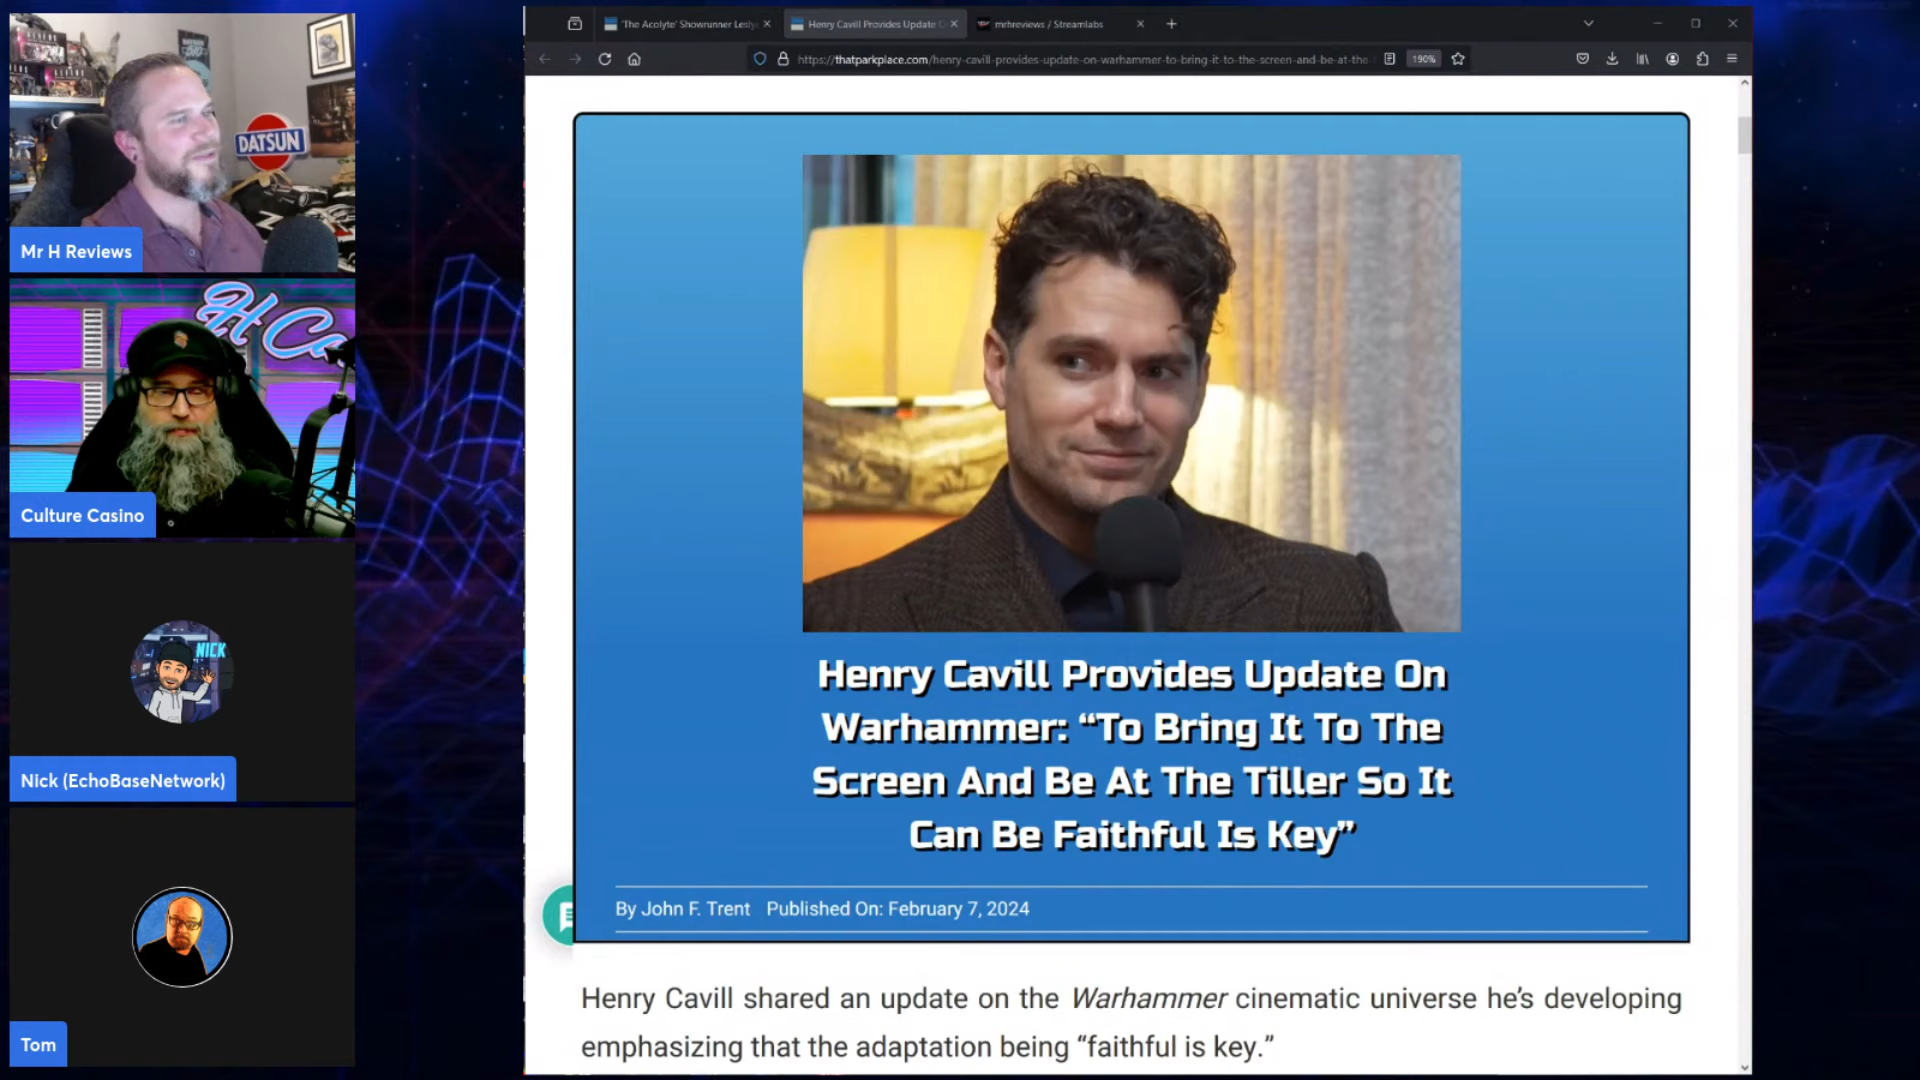 'The Acolyte' Showrunner Lesly
Henry Cavill Provides Update O
mrhreviews / Streamlabs
https://thatparkplace.com/henry-cavill-provides-update-on-warhammer-to-bring-it-to-the-screen-and-be-at-the
190%
DATSUN
Mr H Reviews
H Ca
Culture Casino
NICK
Nick (EchoBaseNetwork)
Tom
Henry Cavill Provides Update On
Warhammer: “To Bring It To The
Screen And Be At The Tiller So It
Can Be Faithful Is Key”
By John F. Trent Published On: February 7, 2024
Henry Cavill shared an update on the Warhammer cinematic universe he’s developing
emphasizing that the adaptation being “faithful is key.”